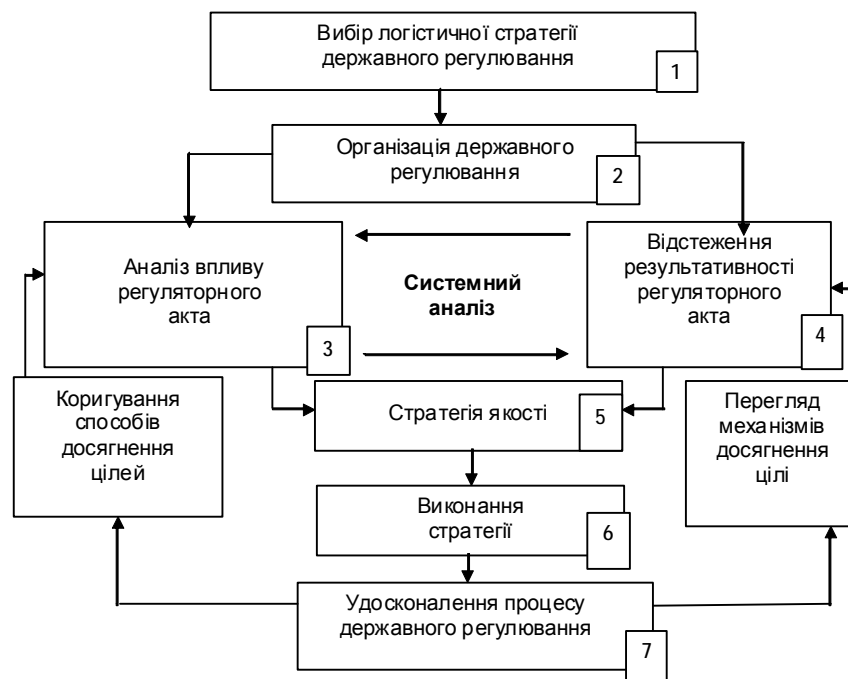 Вибір логістичної стратегії
державного регулювання
1
Організація державного
регулювання
2
Аналіз впливу
регуляторного
акта
3
Системний
аналіз
Відстеження
результативності
регуляторного
акта
4
Коригування
способів
досягнення
цілей
Стратегія якості
5
Перегляд
механізмів
досягнення
цілі
Виконання
стратегії
6
Удосконалення процесу
державного регулювання
7